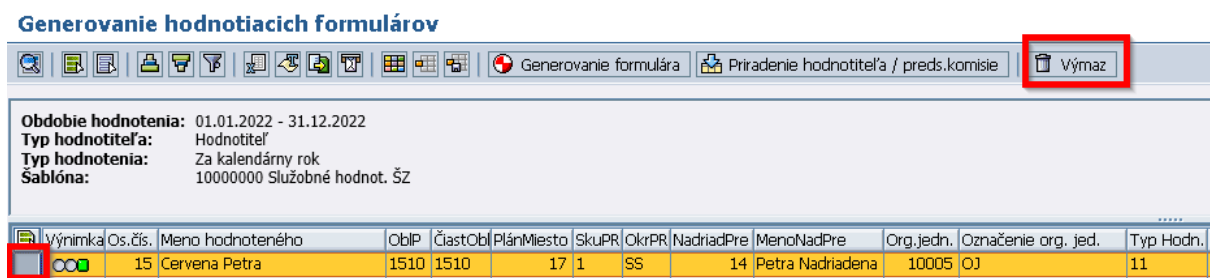 Generovanie hodnotiacich formulárov
Generovanie formulára Priradenie hodnotiteľa / preds.komisie Výmaz
Obdobie hodnotenia: 01.01.2022 - 31.12.2022
Typ hodnotiteľa: Hodnotiteľ
Typ hodnotenia: Za kalendárny rok
Šablóna: 10000000 Služobné hodnot. ŠZ
Výnimka Os.čís. Meno hodnoteného OblP ČiastObl PlánMiesto SkuPR OkrPR NadriadPre MenoNadPre Org.jedn. Označenie org. jed. Typ Hodn.
15 Cervena Petra 1510 1510 17 1 SS 14 Petra Nadriadena 10005 OJ 11